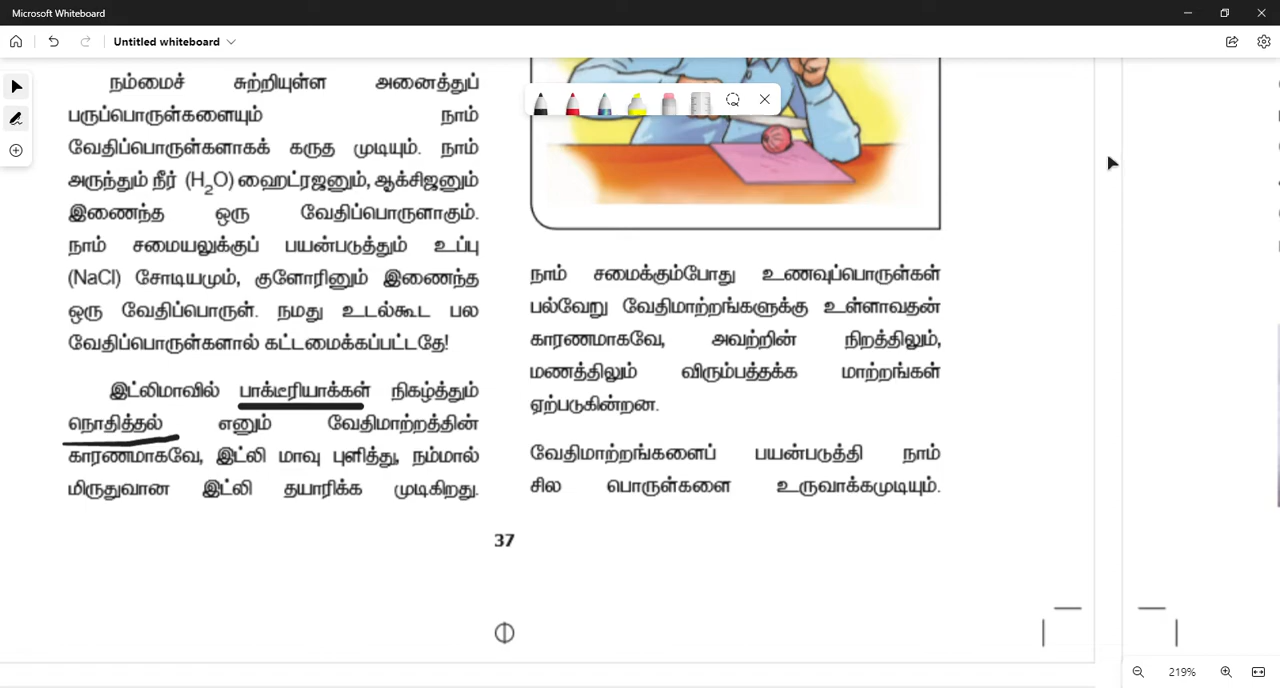 Microsoft Whiteboard
Untitled whiteboard
நம்மைச் சுற்றியுள்ள அனைத்துப்
பருப்பொருள்களையும் நாம்
வேதிப்பொருள்களாகக் கருத முடியும். நாம்
அருந்தும் நீர் (H₂O) ஹைட்ரஜனும், ஆக்சிஜனும்
இணைந்த ஒரு வேதிப்பொருளாகும்.
நாம் சமையலுக்குப் பயன்படுத்தும் உப்பு
(NaCl) சோடியமும், குளோரினும் இணைந்த
ஒரு வேதிப்பொருள். நமது உடல்கூட பல
வேதிப்பொருள்களால் கட்டமைக்கப்பட்டதே!
இட்லிமாவில் பாக்டீரியாக்கள் நிகழ்த்தும்
நொதித்தல் எனும் வேதிமாற்றத்தின்
காரணமாகவே, இட்லி மாவு புளித்து, நம்மால்
மிருதுவான இட்லி தயாரிக்க முடிகிறது.
நாம் சமைக்கும்போது உணவுப்பொருள்கள்
பல்வேறு வேதிமாற்றங்களுக்கு உள்ளாவதன்
காரணமாகவே, அவற்றின் நிறத்திலும்,
மணத்திலும் விரும்பத்தக்க மாற்றங்கள்
ஏற்படுகின்றன.
வேதிமாற்றங்களைப் பயன்படுத்தி நாம்
சில பொருள்களை உருவாக்கமுடியும்.
37
219%